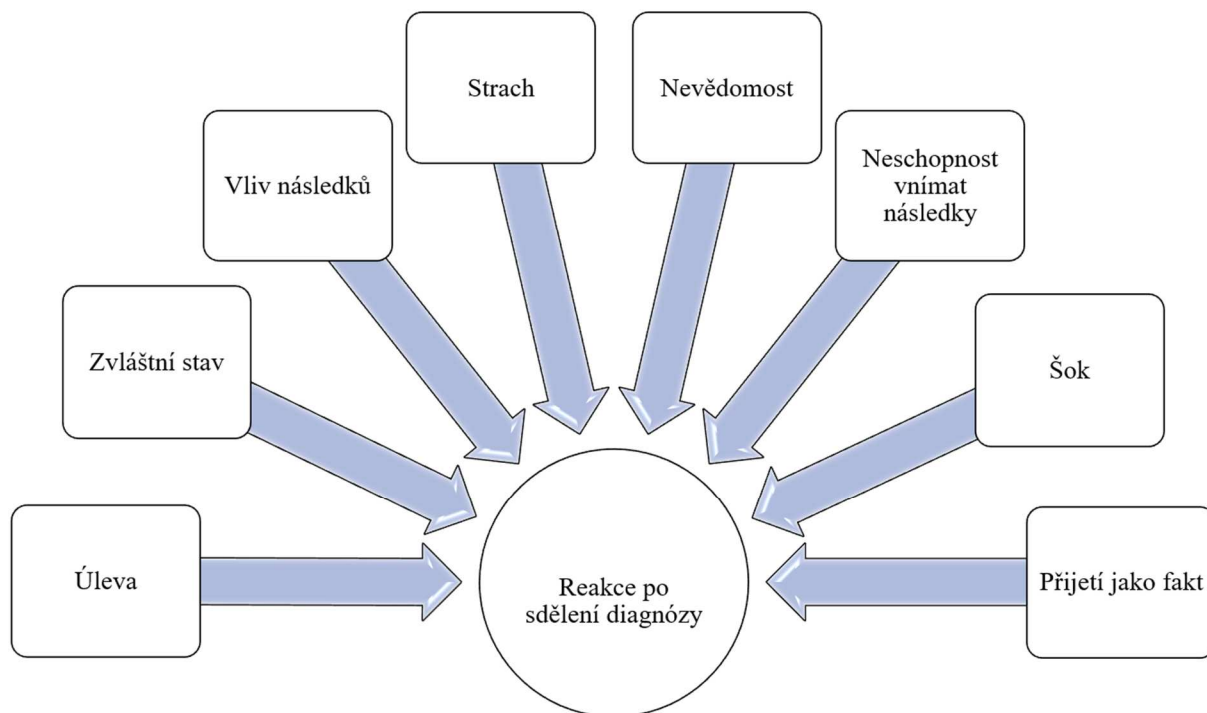 Strach
Nevědomost
Vliv následků
Neschopnost
vnímat
následky
Zvláštní stav
Šok
Úleva
Přijetí jako fakt
Reakce po
sdělení diagnózy